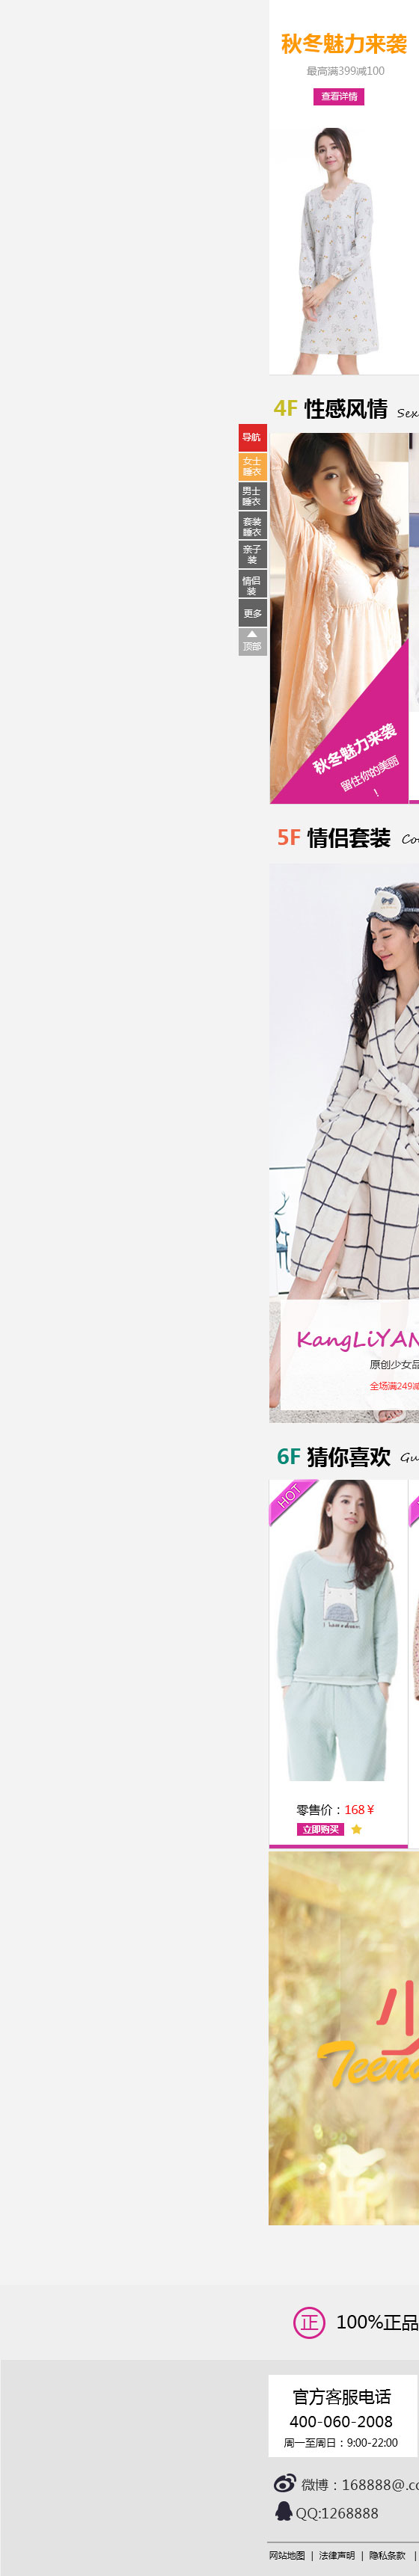 秋冬魅力来袭
最高满399减100
查看详情
4F 性感风情
导航
女士
睡衣
男士
睡衣
套装
睡衣
亲子
装
情侣
装
更多
顶部
秋冬魅力来袭
留住你的美丽
!
5F 情侣套装
KangLiYAN
原创少女品
全场满249减
6F 猜你喜欢
HOT
零售价：168￥
立即购买
少
Teen
正 100%正品
官方客服电话
400-060-2008
周一至周日：9:00-22:00
微博：168888@.co
QQ:1268888
网站地图 | 法律声明 | 隐私条款 |